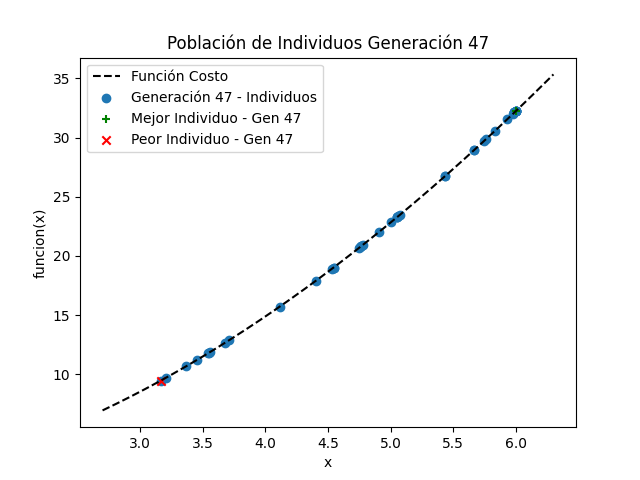 Población de Individuos Generación 47
Función Costo
Generación 47 - Individuos
Mejor Individuo - Gen 47
Peor Individuo - Gen 47
35
30
25
20
15
10
funcion(x)
3.0 3.5 4.0 4.5 5.0 5.5 6.0
x